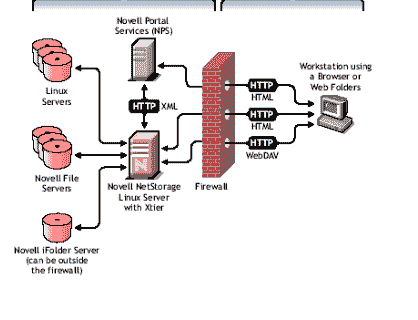 Novell Portal
Services (NPS)
Linux
Servers
HTTP
XML
HTTP
HTML
HTTP
HTML
HTTP
WebDAV
Workstation using
a Browser or
Web Folders
Novell File
Servers
N
Novell NetStorage
Linux Server
with Xtier
Firewall
Novell iFolder Server
(can be outside
the firewall)